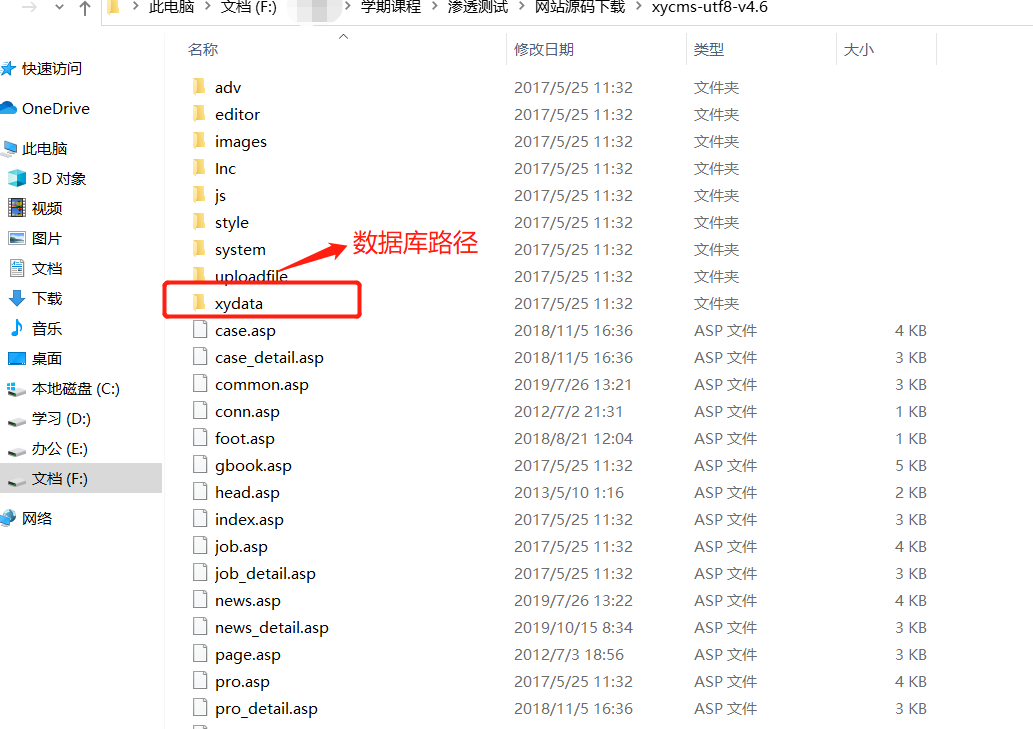 此电脑 > 文档 (F:) > 学期课程 > 渗透测试 > 网站源码下载 > xycms-utf8-v4.6
名称 修改日期 类型 大小
快速访问
OneDrive
此电脑
3D 对象
视频
图片
文档
下载
音乐
桌面
本地磁盘 (C:)
学习 (D:)
办公 (E:)
文档 (F:)
网络
adv 2017/5/25 11:32 文件夹
editor 2017/5/25 11:32 文件夹
images 2017/5/25 11:32 文件夹
Inc 2017/5/25 11:32 文件夹
js 2017/5/25 11:32 文件夹
style 2017/5/25 11:32 文件夹
数据库路径
system 2017/5/25 11:32 文件夹
uploadfile 2017/5/25 11:32 文件夹
xydata 2017/5/25 11:32 文件夹
case.asp 2018/11/5 16:36 ASP 文件 4 KB
case_detail.asp 2018/11/5 16:36 ASP 文件 3 KB
common.asp 2019/7/26 13:21 ASP 文件 3 KB
conn.asp 2012/7/2 21:31 ASP 文件 1 KB
foot.asp 2018/8/21 12:04 ASP 文件 1 KB
gbook.asp 2017/5/25 11:32 ASP 文件 5 KB
head.asp 2013/5/10 1:16 ASP 文件 2 KB
index.asp 2017/5/25 11:32 ASP 文件 3 KB
job.asp 2017/5/25 11:32 ASP 文件 4 KB
job_detail.asp 2017/5/25 11:32 ASP 文件 3 KB
news.asp 2019/7/26 13:22 ASP 文件 4 KB
news_detail.asp 2019/10/15 8:34 ASP 文件 3 KB
page.asp 2012/7/3 18:56 ASP 文件 3 KB
pro.asp 2017/5/25 11:32 ASP 文件 4 KB
pro_detail.asp 2018/11/5 16:36 ASP 文件 3 KB